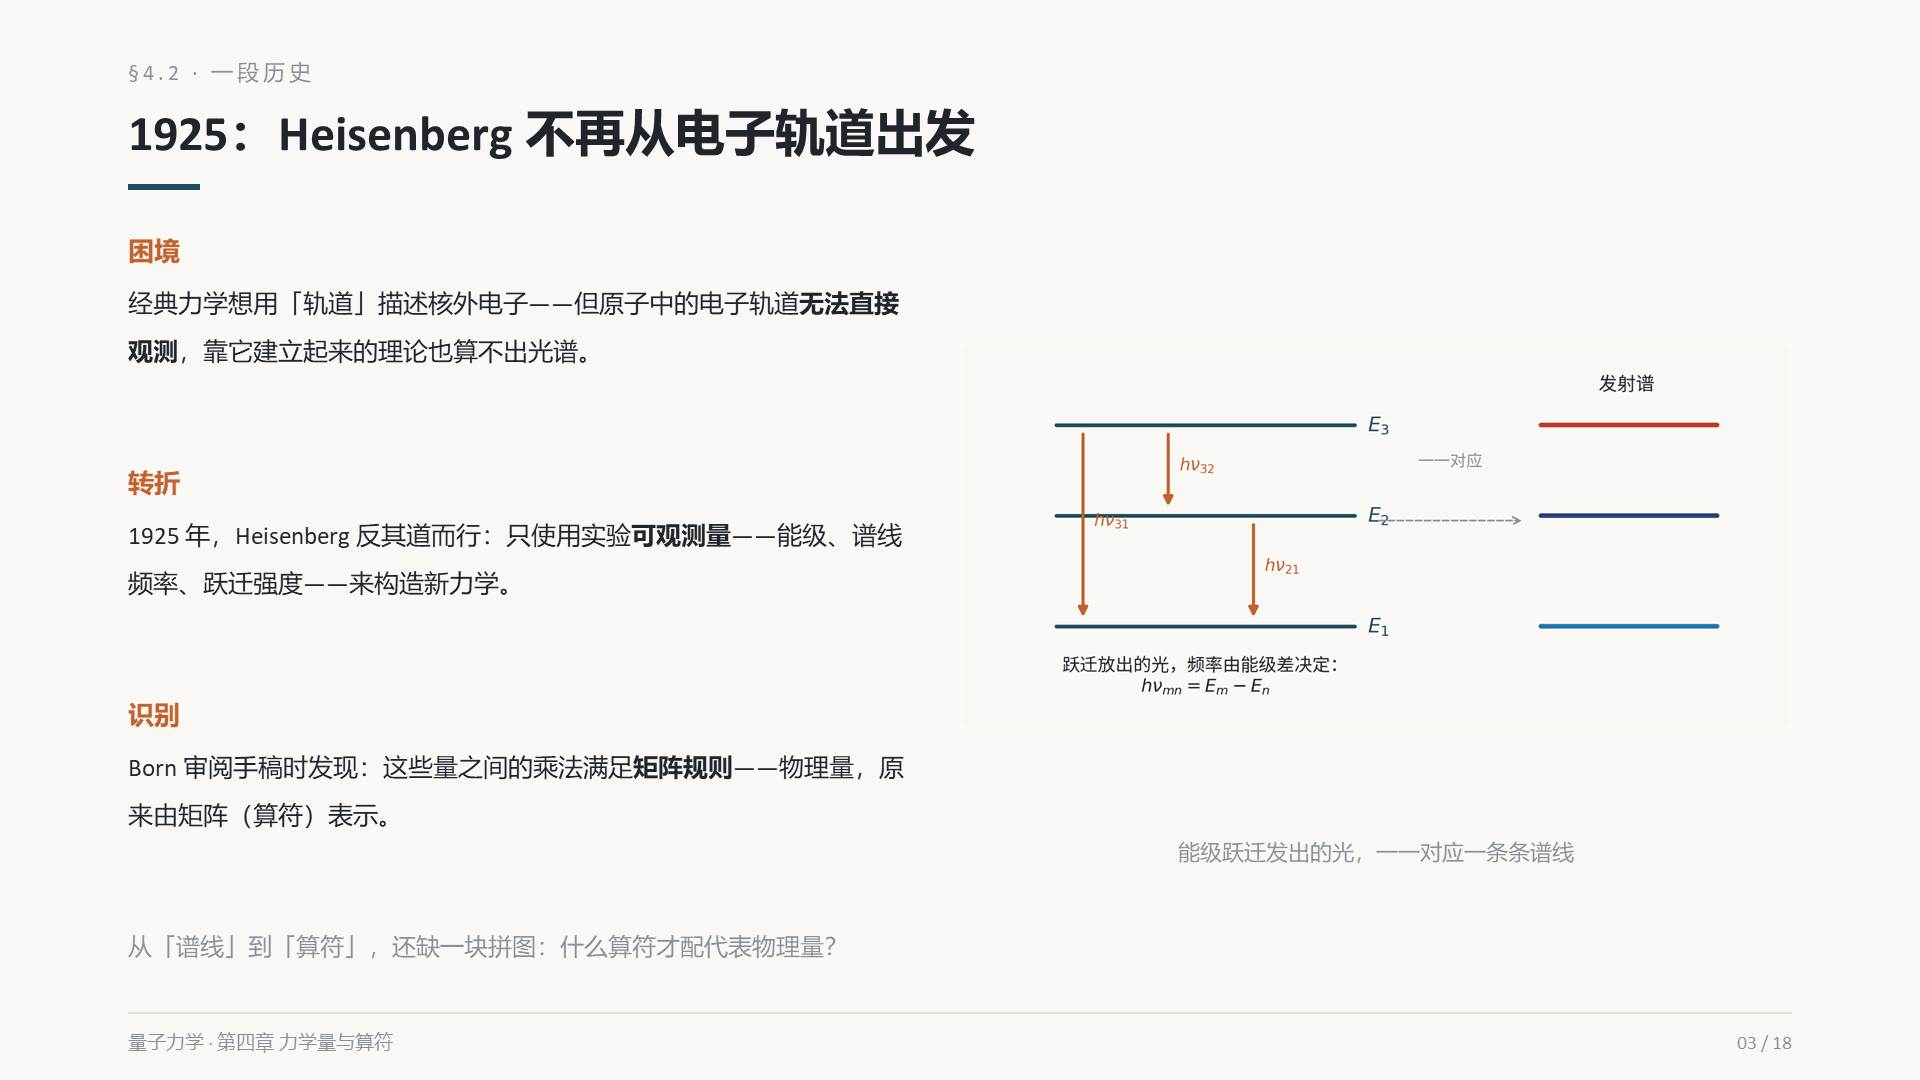 §4.2 · 一段历史
1925：Heisenberg 不再从电子轨道出发
困境
经典力学想用「轨道」描述核外电子——但原子中的电子轨道无法直接
观测，靠它建立起来的理论也算不出光谱。
转折
1925 年，Heisenberg 反其道而行：只使用实验可观测量——能级、谱线
频率、跃迁强度——来构造新力学。
识别
Born 审阅手稿时发现：这些量之间的乘法满足矩阵规则——物理量，原
来由矩阵（算符）表示。
从「谱线」到「算符」，还缺一块拼图：什么算符才配代表物理量？
发射谱
E₃
一一对应
hν₃₂
E₂
hν₃₁
hν₂₁
E₁
跃迁放出的光，频率由能级差决定：
hνₘₙ = Eₘ − Eₙ
能级跃迁发出的光，一一对应一条条谱线
量子力学 · 第四章 力学量与算符
03 / 18